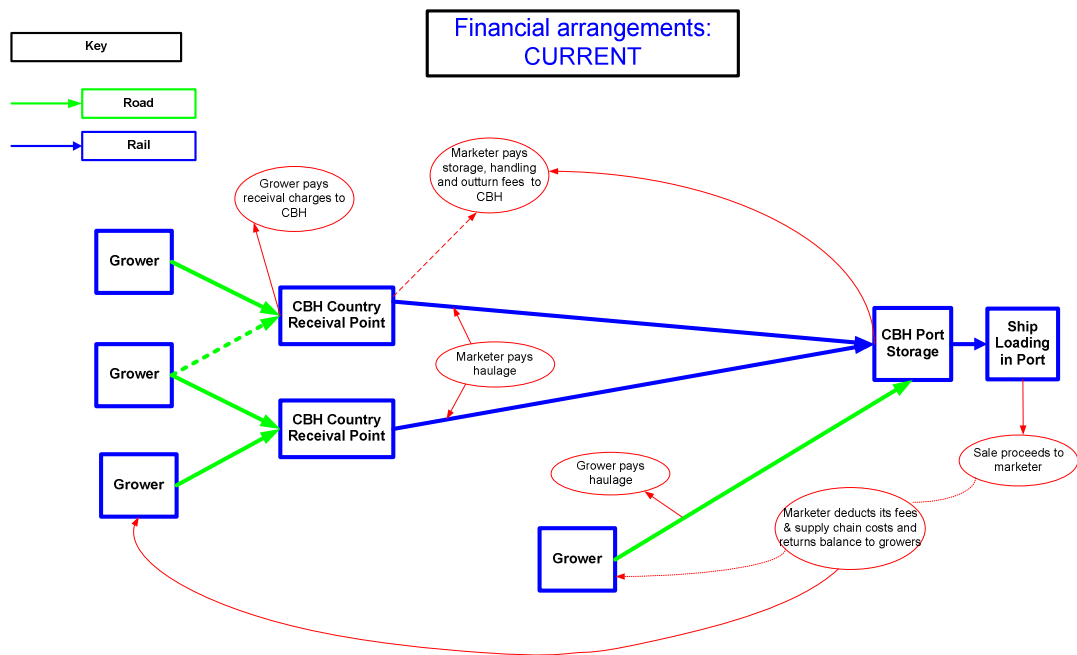 Financial arrangements:
CURRENT
Key
Road
Rail
Marketer pays
storage, handling
and outturn fees  to
CBH
Grower pays
receival charges to
CBH
Grower
CBH Country
Receival Point
CBH Port
Storage
Ship
Loading
in Port
Marketer pays
haulage
Grower
CBH Country
Receival Point
Grower
Grower pays
haulage
Sale proceeds to
marketer
Marketer deducts its fees
& supply chain costs and
returns balance to growers
Grower